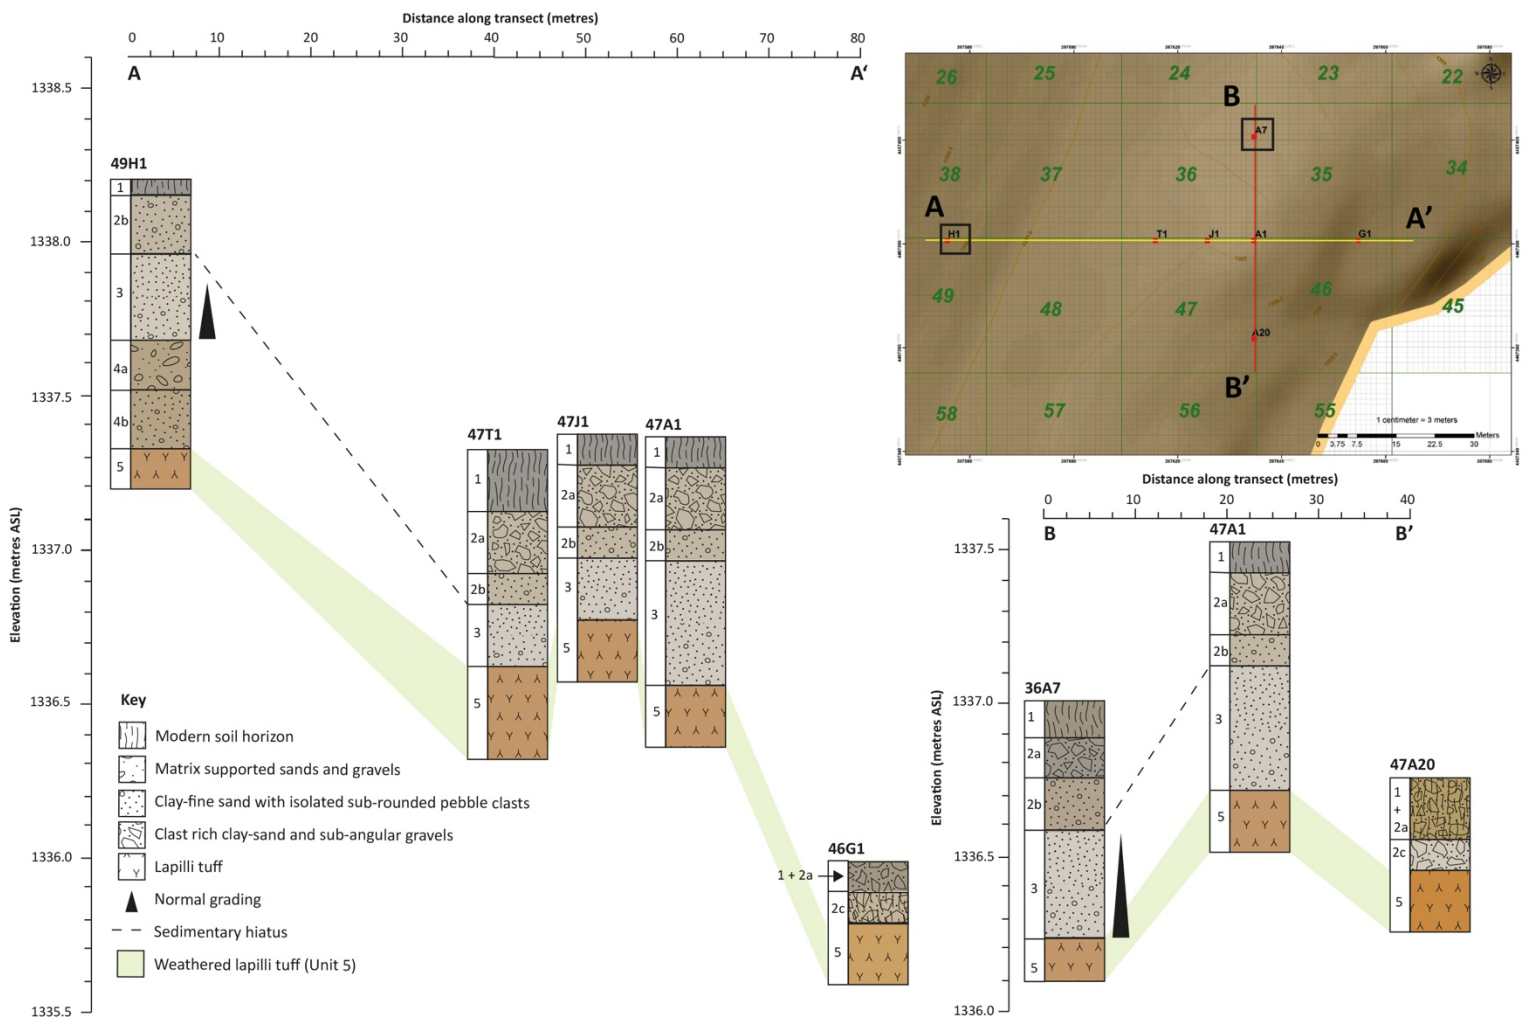 Distance along transect (metres)
0 10 20 30 40 50 60 70 80
A A‘
Elevation (metres ASL)
1338.5
1338.0
1337.5
1337.0
1336.5
1336.0
1335.5
49H1
1
2b
3
4a
4b
5
47T1
1
2a
2b
3
5
47J1
1
2a
2b
3
5
47A1
1
2a
2b
3
5
46G1
1 + 2a
2c
5
Key
Modern soil horizon
Matrix supported sands and gravels
Clay-fine sand with isolated sub-rounded pebble clasts
Clast rich clay-sand and sub-angular gravels
Lapilli tuff
Normal grading
Sedimentary hiatus
Weathered lapilli tuff (Unit 5)
26 25 24 23 22
B
A7
38 37 36 35 34
A A’
H1 T1 J1 A1 G1
49 48 47 46 45
A20
B’
58 57 56 55
1 centimeter = 3 meters
Meters
0 3.75 7.5 15 22.5 30
Distance along transect (metres)
0 10 20 30 40
B B’
Elevation (metres ASL)
1337.5
1337.0
1336.5
1336.0
36A7
1
2a
2b
3
5
47A1
1
2a
2b
3
5
47A20
1
+
2a
2c
5